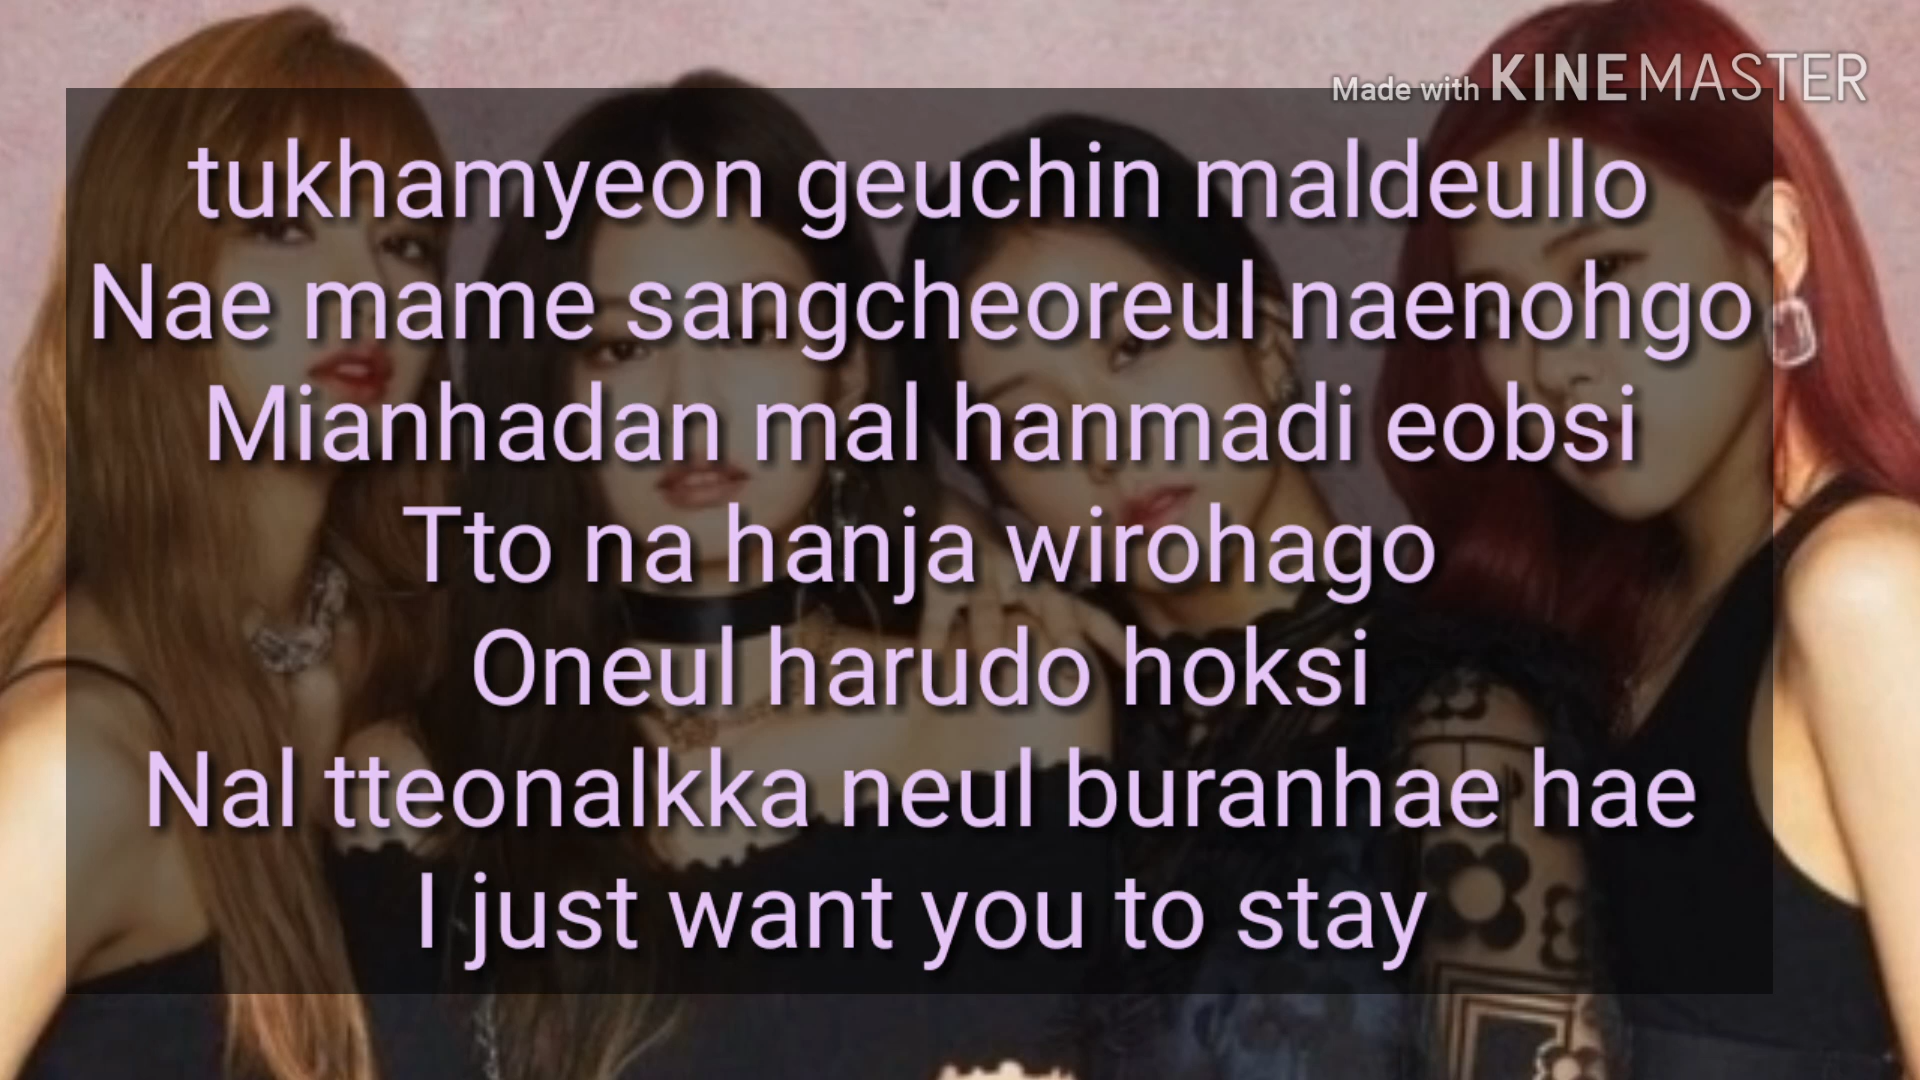 Made with KINEMASTER
tukhamyeon geuchin maldeullo
Nae mame sangcheoreul naenohgo
Mianhadan mal hanmadi eobsi
Tto na hanja wirohago
Oneul harudo hoksi
Nal tteonalkka neul buranhae hae
I just want you to stay